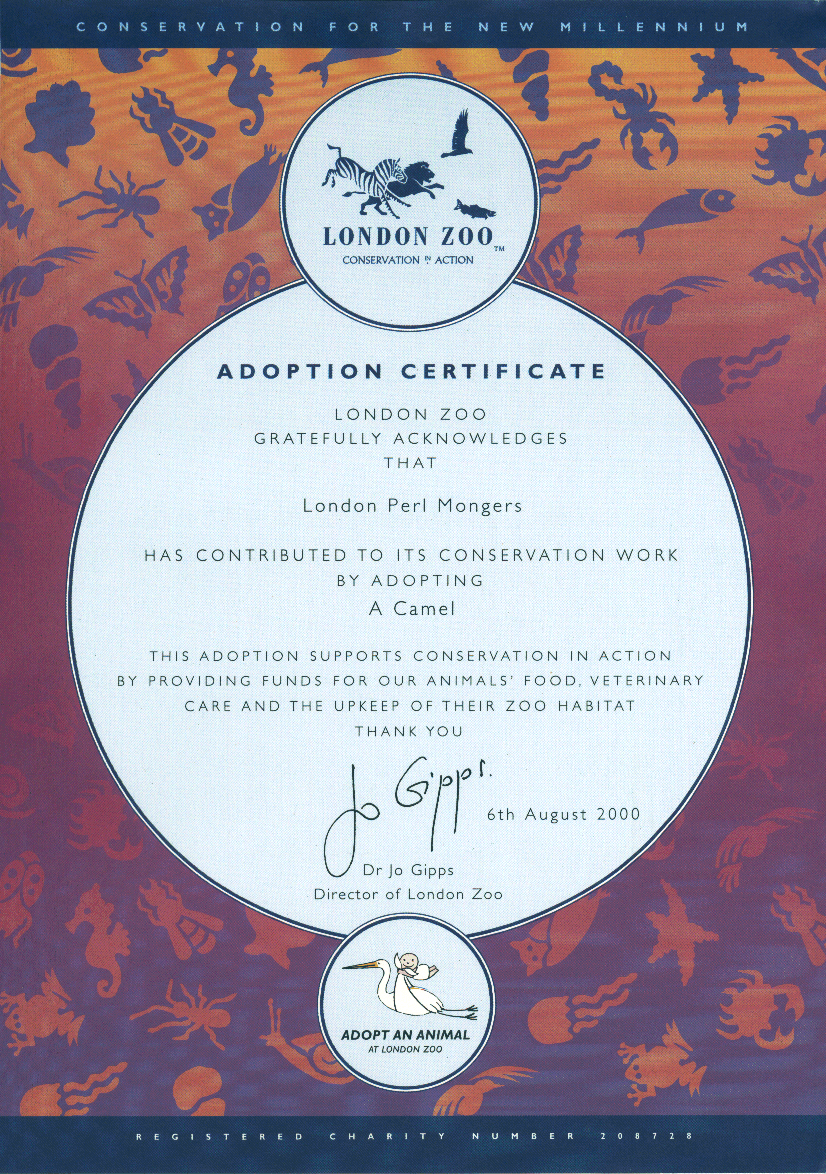 CONSERVATION FOR THE NEW MILLENNIUM
LONDON ZOO™
CONSERVATION IN ACTION
ADOPTION CERTIFICATE
LONDON ZOO
GRATEFULLY ACKNOWLEDGES
THAT
London Perl Mongers
HAS CONTRIBUTED TO ITS CONSERVATION WORK
BY ADOPTING
A Camel
THIS ADOPTION SUPPORTS CONSERVATION IN ACTION
BY PROVIDING FUNDS FOR OUR ANIMALS' FOOD, VETERINARY
CARE AND THE UPKEEP OF THEIR ZOO HABITAT
THANK YOU
Jo Gipps.
6th August 2000
Dr Jo Gipps
Director of London Zoo
ADOPT AN ANIMAL
AT LONDON ZOO
REGISTERED CHARITY NUMBER 208728